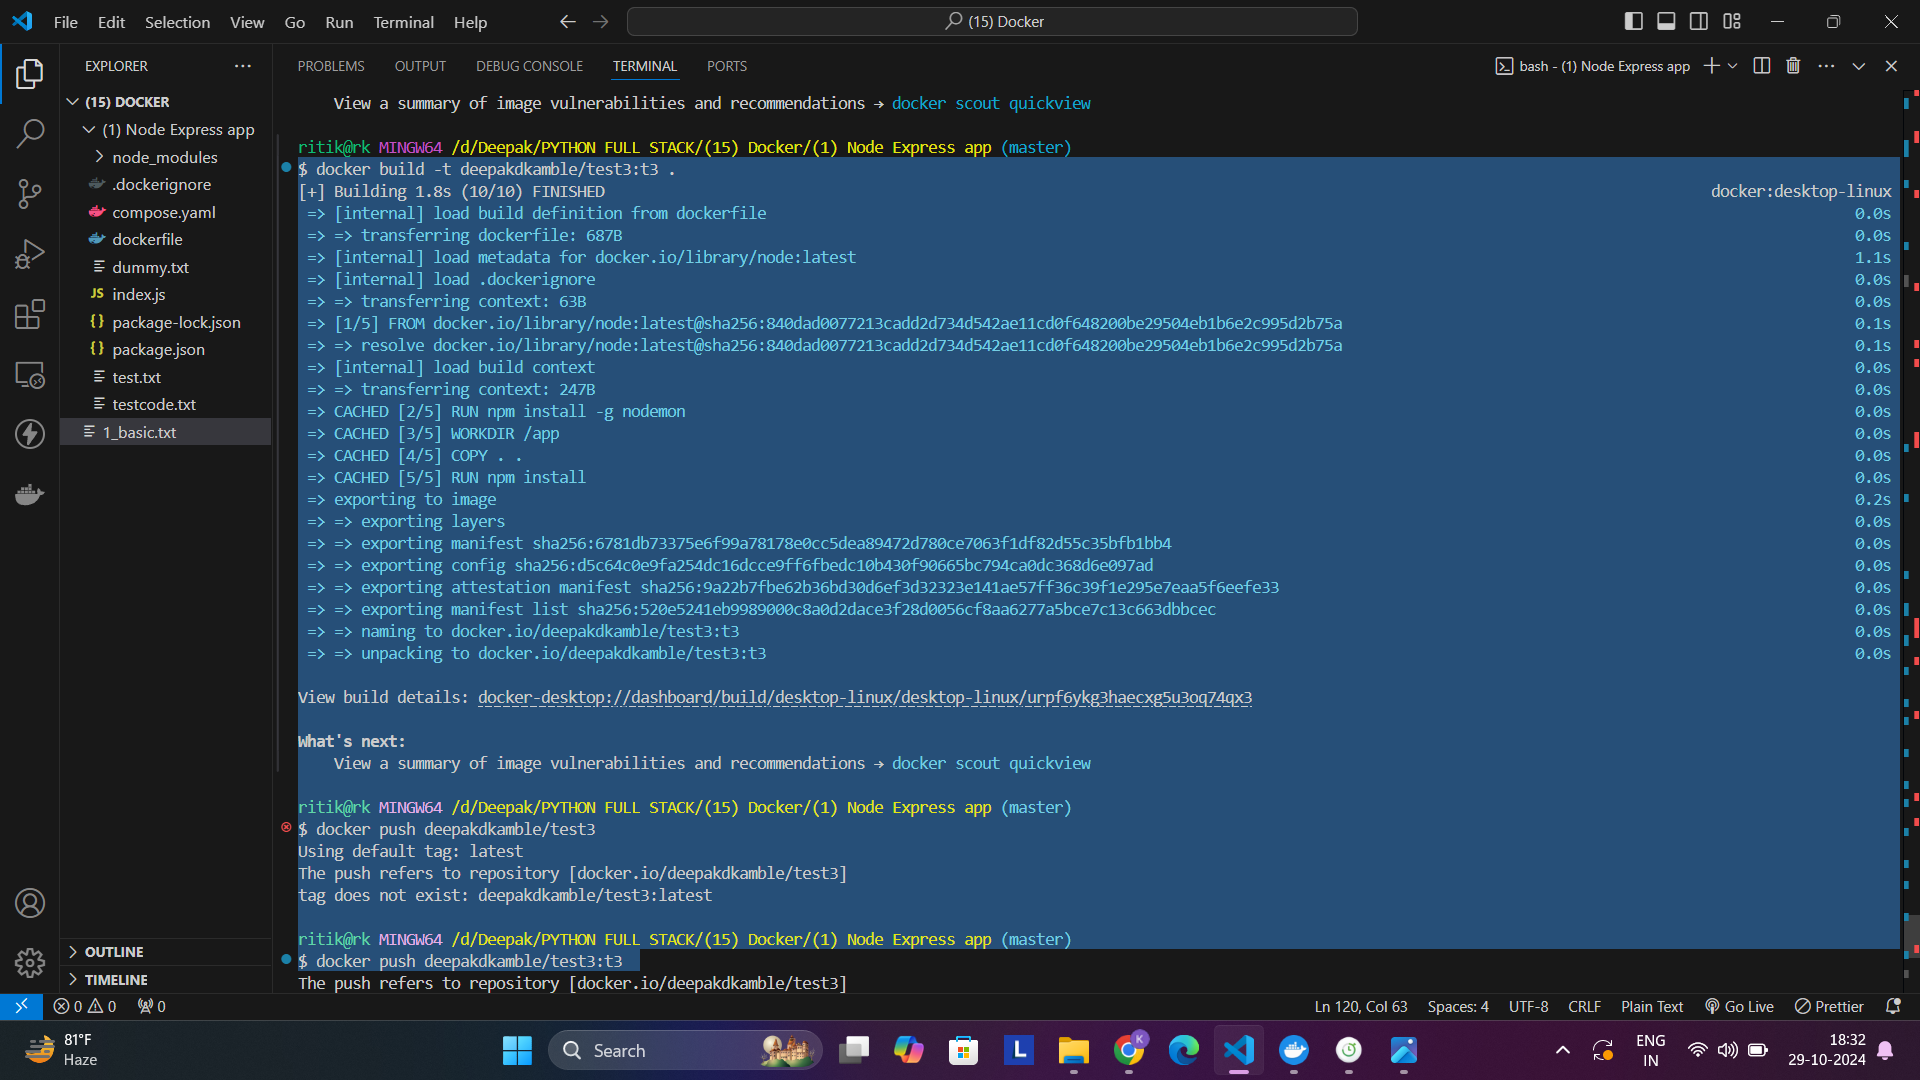 File Edit Selection View Go Run Terminal Help
(15) Docker
EXPLORER
(15) DOCKER
(1) Node Express app
node_modules
.dockerignore
compose.yaml
dockerfile
dummy.txt
JS index.js
{} package-lock.json
{} package.json
test.txt
testcode.txt
1_basic.txt
OUTLINE
TIMELINE
PROBLEMS OUTPUT DEBUG CONSOLE TERMINAL PORTS
bash - (1) Node Express app
View a summary of image vulnerabilities and recommendations → docker scout quickview
ritik@rk MINGW64 /d/Deepak/PYTHON FULL STACK/(15) Docker/(1) Node Express app (master)
$ docker build -t deepakdkamble/test3:t3 .
[+] Building 1.8s (10/10) FINISHED docker:desktop-linux
=> [internal] load build definition from dockerfile 0.0s
=> => transferring dockerfile: 687B 0.0s
=> [internal] load metadata for docker.io/library/node:latest 1.1s
=> [internal] load .dockerignore 0.0s
=> => transferring context: 63B 0.0s
=> [1/5] FROM docker.io/library/node:latest@sha256:840dad0077213cadd2d734d542ae11cd0f648200be29504eb1b6e2c995d2b75a 0.1s
=> => resolve docker.io/library/node:latest@sha256:840dad0077213cadd2d734d542ae11cd0f648200be29504eb1b6e2c995d2b75a 0.1s
=> [internal] load build context 0.0s
=> => transferring context: 247B 0.0s
=> CACHED [2/5] RUN npm install -g nodemon 0.0s
=> CACHED [3/5] WORKDIR /app 0.0s
=> CACHED [4/5] COPY . . 0.0s
=> CACHED [5/5] RUN npm install 0.0s
=> exporting to image 0.2s
=> => exporting layers 0.0s
=> => exporting manifest sha256:6781db73375e6f99a78178e0cc5dea89472d780ce7063f1df82d55c35bfb1bb4 0.0s
=> => exporting config sha256:d5c64c0e9fa254dc16dcce9ff6fbedc10b430f90665bc794ca0dc368d6e097ad 0.0s
=> => exporting attestation manifest sha256:9a22b7fbe62b36bd30d6ef3d32323e141ae57ff36c39f1e295e7eaa5f6eefe33 0.0s
=> => exporting manifest list sha256:520e5241eb9989000c8a0d2dace3f28d0056cf8aa6277a5bce7c13c663dbbcec 0.0s
=> => naming to docker.io/deepakdkamble/test3:t3 0.0s
=> => unpacking to docker.io/deepakdkamble/test3:t3 0.0s
View build details: docker-desktop://dashboard/build/desktop-linux/desktop-linux/urpf6ykg3haecxg5u3oq74qx3
What's next:
View a summary of image vulnerabilities and recommendations → docker scout quickview
ritik@rk MINGW64 /d/Deepak/PYTHON FULL STACK/(15) Docker/(1) Node Express app (master)
$ docker push deepakdkamble/test3
Using default tag: latest
The push refers to repository [docker.io/deepakdkamble/test3]
tag does not exist: deepakdkamble/test3:latest
ritik@rk MINGW64 /d/Deepak/PYTHON FULL STACK/(15) Docker/(1) Node Express app (master)
$ docker push deepakdkamble/test3:t3
The push refers to repository [docker.io/deepakdkamble/test3]
0 0 0 Ln 120, Col 63 Spaces: 4 UTF-8 CRLF Plain Text Go Live Prettier
81°F
Haze
Search
L
K
ENG
IN
18:32
29-10-2024